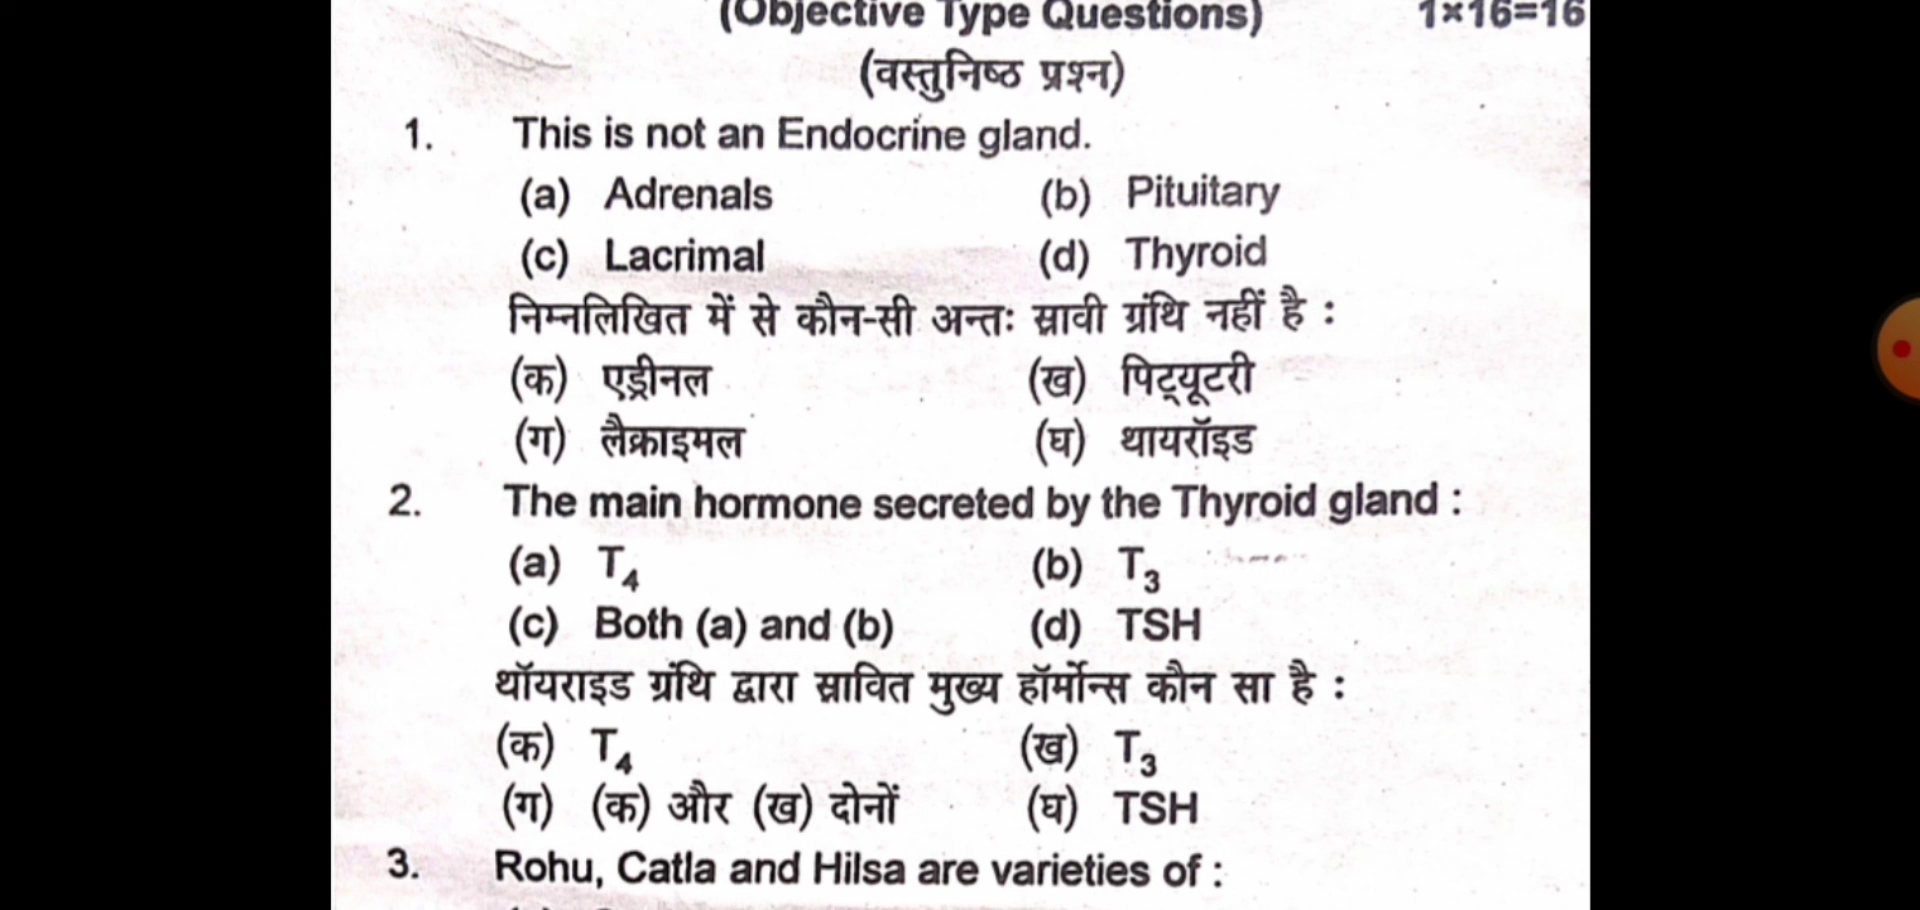 (Objective Type Questions) 1×16=16
(वस्तुनिष्ठ प्रश्न)
1. This is not an Endocrine gland.
(a) Adrenals (b) Pituitary
(c) Lacrimal (d) Thyroid
निम्नलिखित में से कौन-सी अन्तः स्रावी ग्रंथि नहीं है :
(क) एड्रीनल (ख) पिट्यूटरी
(ग) लैक्राइमल (घ) थायरॉइड
2. The main hormone secreted by the Thyroid gland :
(a) T₄ (b) T₃
(c) Both (a) and (b) (d) TSH
थॉयराइड ग्रंथि द्वारा स्रावित मुख्य हॉर्मोन्स कौन सा है :
(क) T₄ (ख) T₃
(ग) (क) और (ख) दोनों (घ) TSH
3. Rohu, Catla and Hilsa are varieties of :